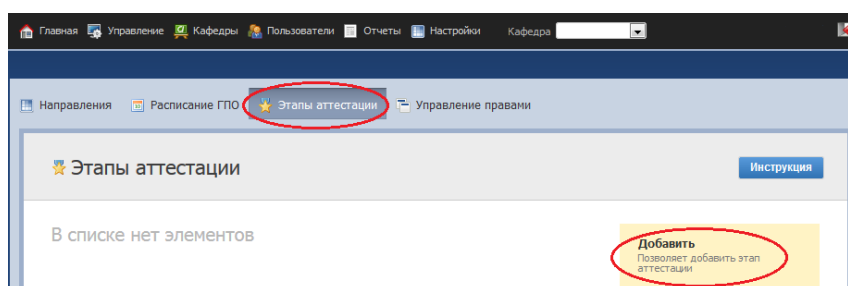 Главная Управление Кафедры Пользователи Отчеты Настройки Кафедра
Направления Расписание ГПО Этапы аттестации Управление правами
Этапы аттестации Инструкция
В списке нет элементов
Добавить
Позволяет добавить этап
аттестации